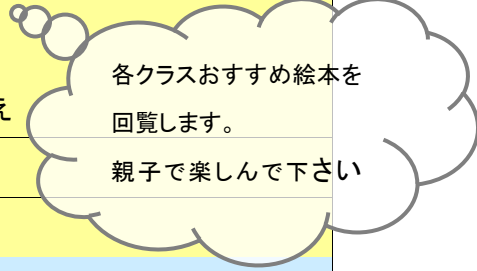 各クラスおすすめ絵本を
え
回覧します。
親子で楽しんで下さい